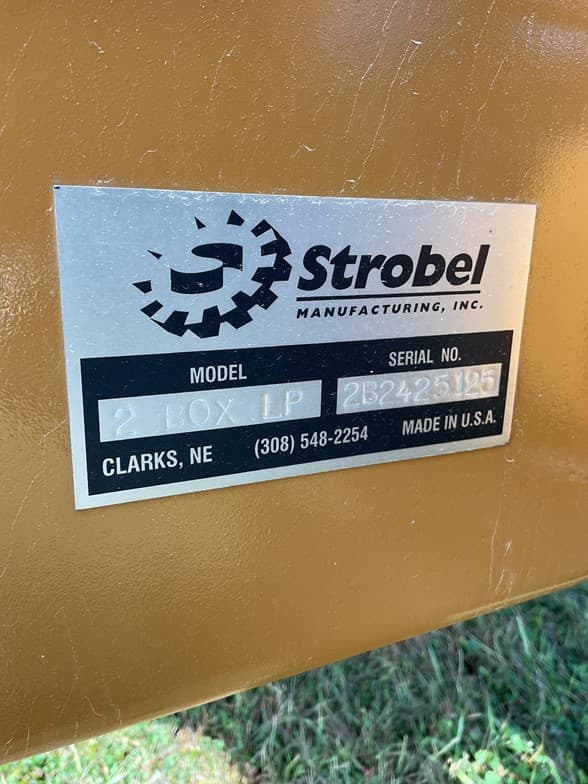 Strobel
MANUFACTURING, INC.
MODEL
SERIAL NO.
2 BOX LP
2B2425125
CLARKS, NE
(308) 548-2254
MADE IN U.S.A.